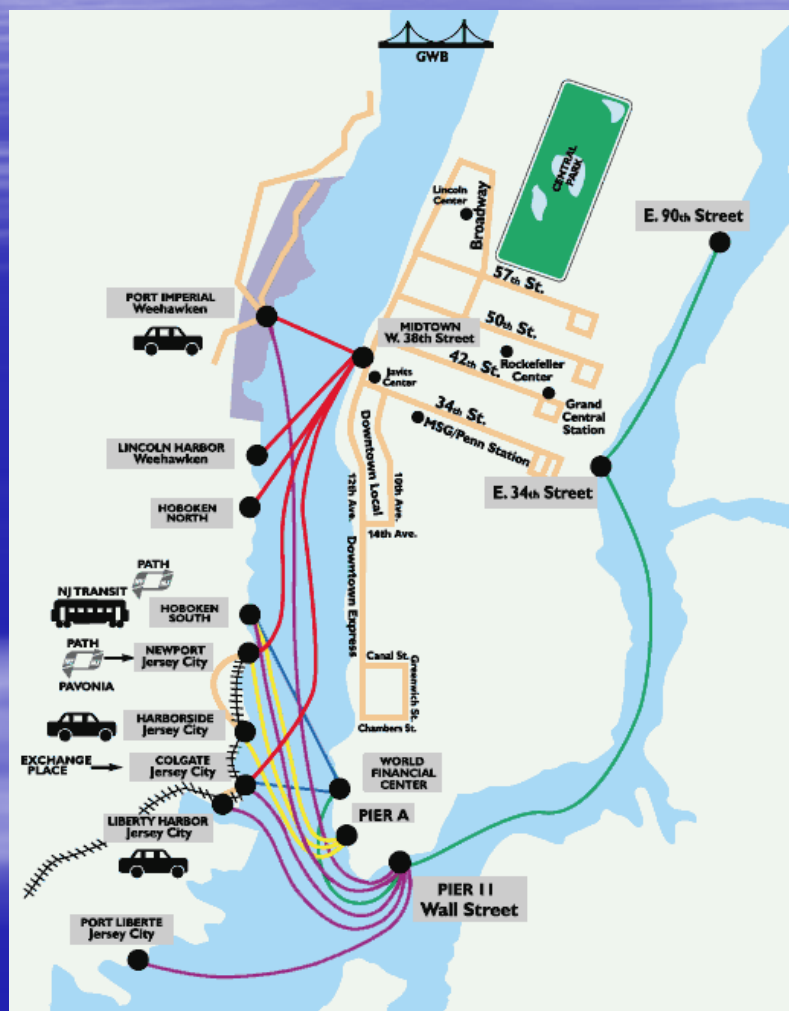 GWB
CENTRAL
PARK
Lincoln
Center
Broadway
E. 90th Street
57th St.
PORT IMPERIAL
Weehawken
MIDTOWN
W. 38th Street
50th St.
Rockefeller
Center
42th St.
Javits
Center
Grand
Central
Station
34th St.
MSG/Penn Station
LINCOLN HARBOR
Weehawken
E. 34th Street
HOBOKEN
NORTH
12th Ave.
Downtown Local
10th Ave.
14th Ave.
Downtown Express
PATH
NJ TRANSIT
HOBOKEN
SOUTH
PATH
PAVONIA
NEWPORT
Jersey City
Canal St.
Greenwich St.
Chambers St.
HARBORSIDE
Jersey City
EXCHANGE
PLACE
COLGATE
Jersey City
WORLD
FINANCIAL
CENTER
LIBERTY HARBOR
Jersey City
PIER A
PIER 11
Wall Street
PORT LIBERTE
Jersey City